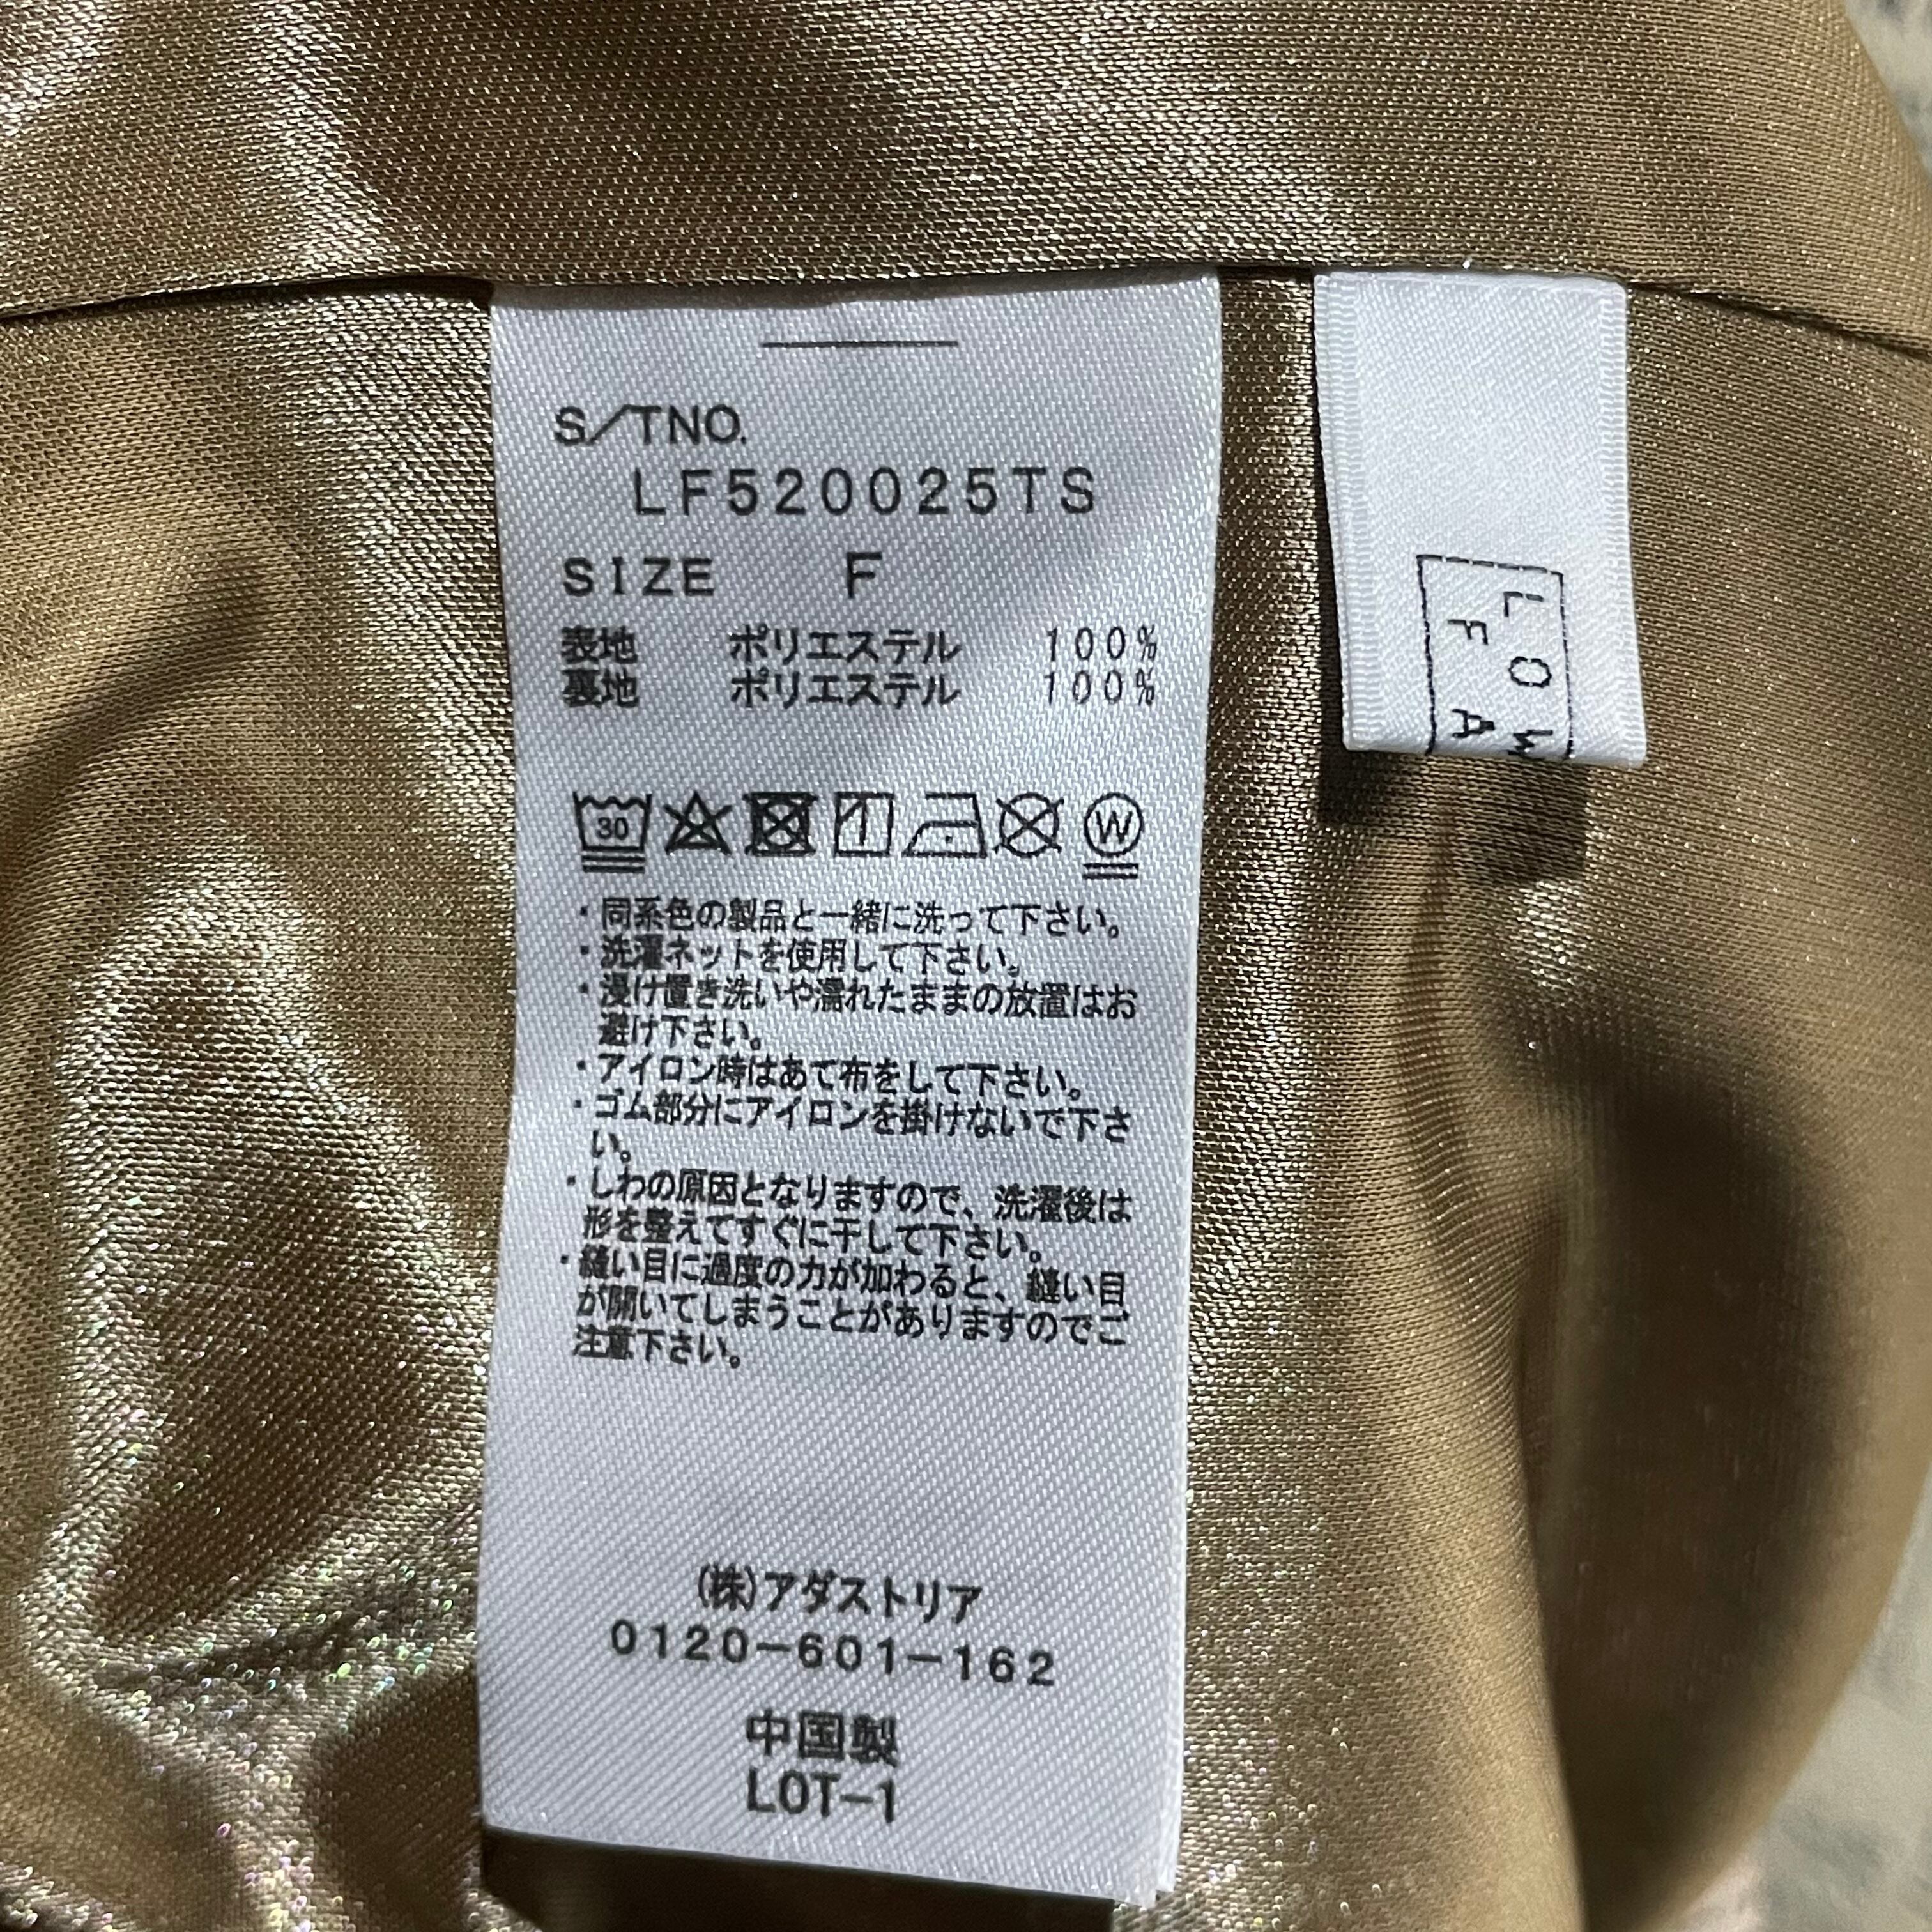 S/TNO.
LF520025TS
SIZE F
表地 ポリエステル 100%
裏地 ポリエステル 100%
30
W
・同系色の製品と一緒に洗って下さい。
・洗濯ネットを使用して下さい。
・浸け置き洗いや濡れたままの放置はお
避け下さい。
・アイロン時はあて布をして下さい。
・ゴム部分にアイロンを掛けないで下さ
い。
・しわの原因となりますので、洗濯後は
形を整えてすぐに干して下さい。
・縫い目に過度の力が加わると、縫い目
が開いてしまうことがありますのでご
注意下さい。
(株)アダストリア
0120-601-162
中国製
LOT-1
LOW
FA